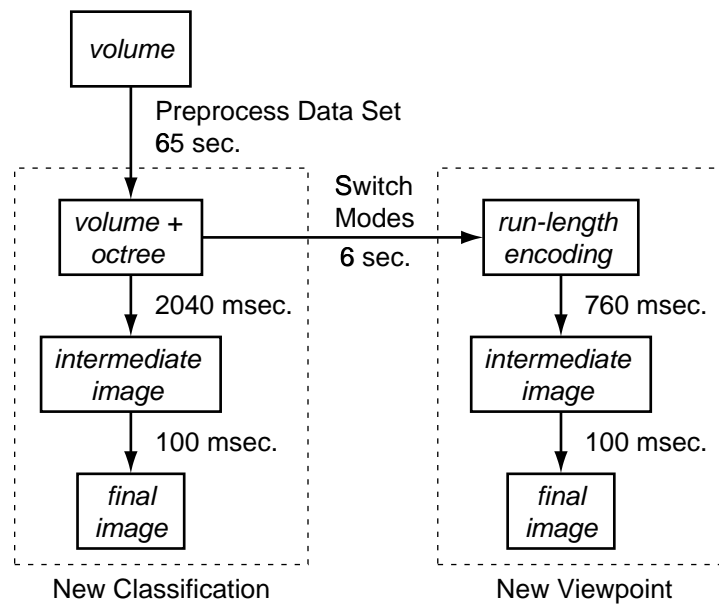 volume
Preprocess Data Set
65 sec.
volume +
octree
Switch
Modes
6 sec.
run-length
encoding
2040 msec.
760 msec.
intermediate
image
intermediate
image
100 msec.
100 msec.
final
image
final
image
New Classification
New Viewpoint